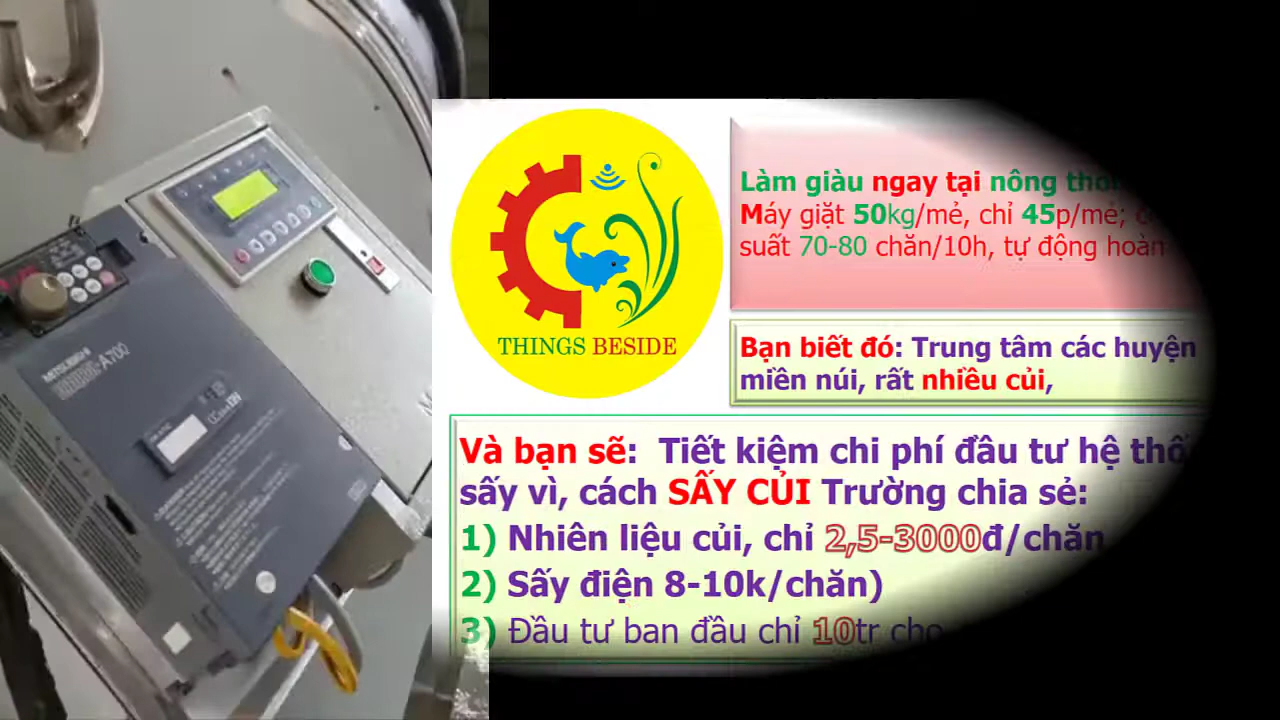 MITSUBISHI
A700
THINGS BESIDE
Làm giàu ngay tại nông thôn
Máy giặt 50kg/mẻ, chỉ 45p/mẻ;
suất 70-80 chăn/10h, tự động hoàn
Bạn biết đó: Trung tâm các huyện
miền núi, rất nhiều củi,
Và bạn sẽ: Tiết kiệm chi phí đầu tư hệ thố
sấy vì, cách SẤY CỦI Trường chia sẻ:
1) Nhiên liệu củi, chỉ 2,5-3000đ/chăn
2) Sấy điện 8-10k/chăn)
3) Đầu tư ban đầu chỉ 10tr cho